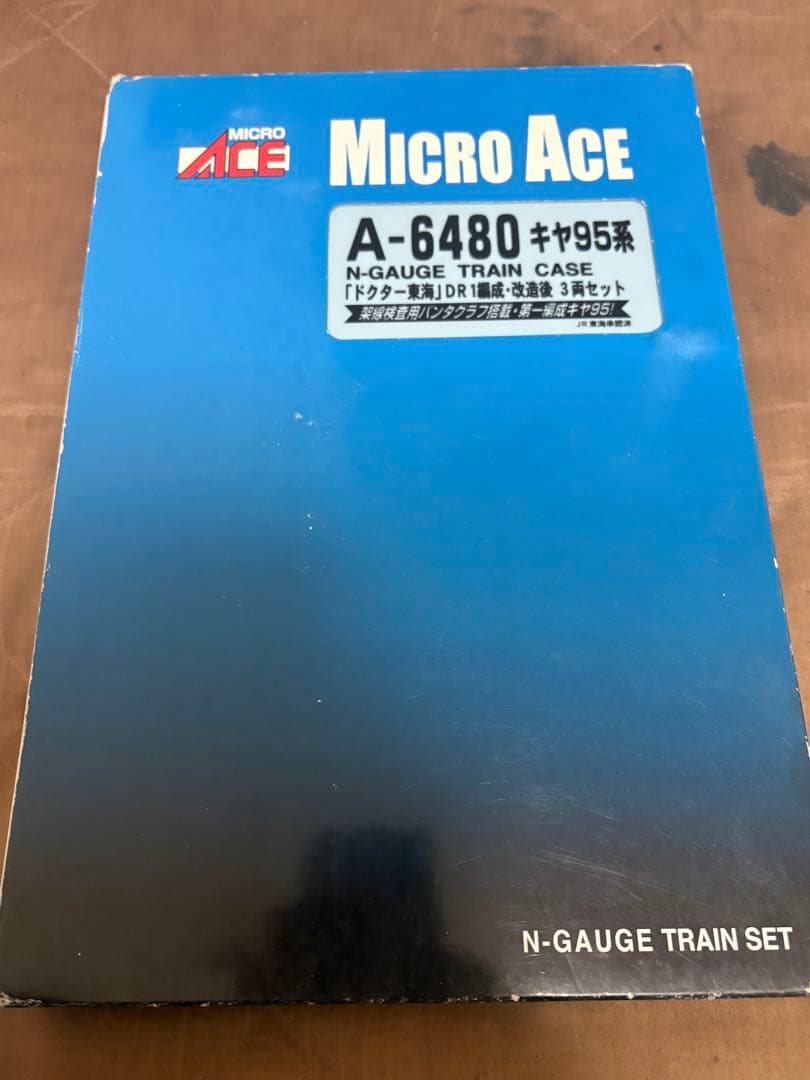 MICRO
ACE
MICRO ACE
A-6480 キヤ95系
N-GAUGE TRAIN CASE
「ドクター東海」DR1編成・改造後 3両セット
架線検査用パンタグラフ搭載・第一編成キヤ95!
JR東海承認済
N-GAUGE TRAIN SET